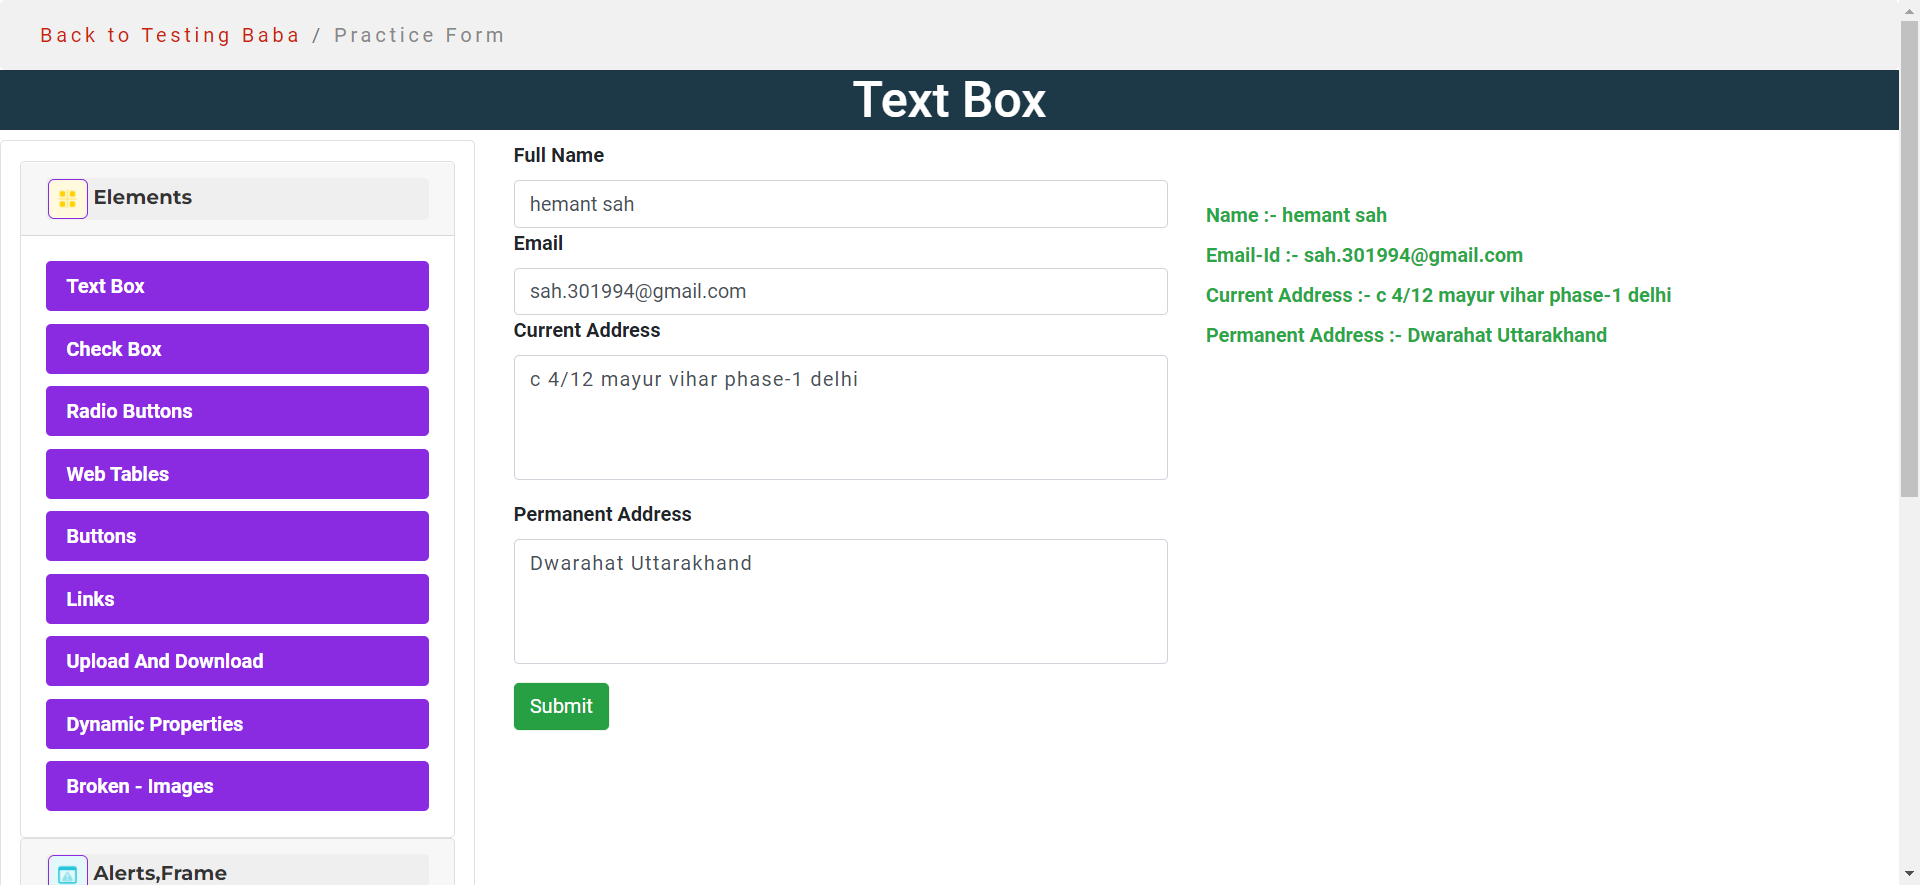 Back to Testing Baba / Practice Form
Text Box
Elements
Text Box
Check Box
Radio Buttons
Web Tables
Buttons
Links
Upload And Download
Dynamic Properties
Broken - Images
Alerts,Frame
Full Name
hemant sah
Email
sah.301994@gmail.com
Current Address
c 4/12 mayur vihar phase-1 delhi
Permanent Address
Dwarahat Uttarakhand
Submit
Name :- hemant sah
Email-Id :- sah.301994@gmail.com
Current Address :- c 4/12 mayur vihar phase-1 delhi
Permanent Address :- Dwarahat Uttarakhand